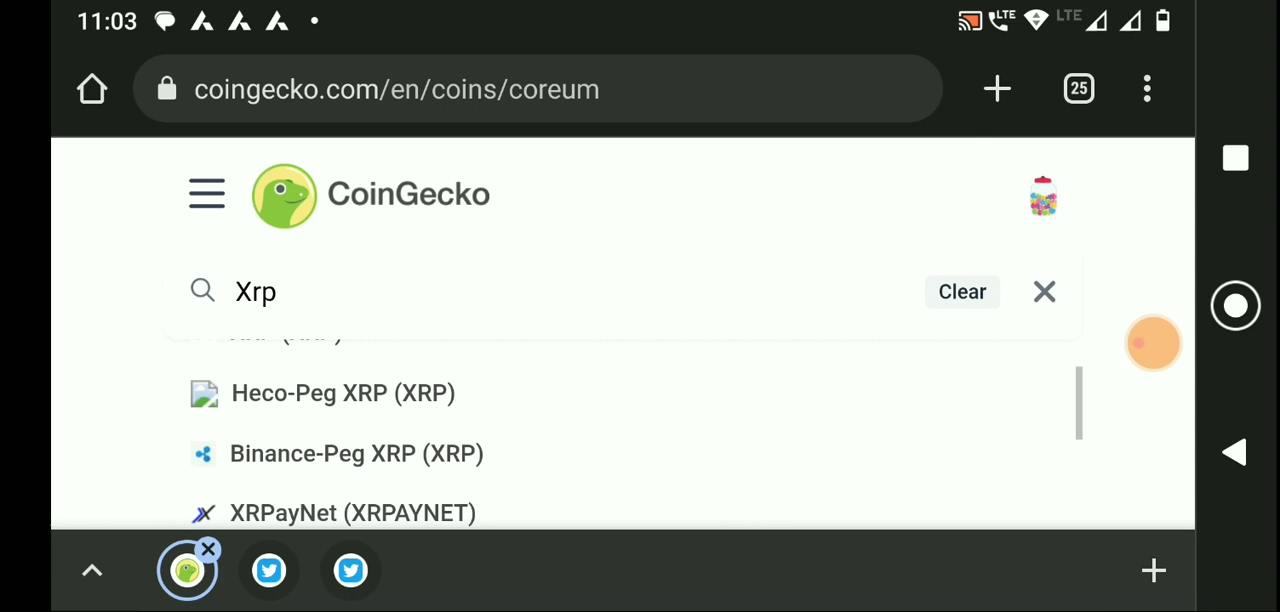 11:03
LTE
LTE
coingecko.com/en/coins/coreum
25
CoinGecko
Xrp
Clear
Heco-Peg XRP (XRP)
Binance-Peg XRP (XRP)
XRPayNet (XRPAYNET)